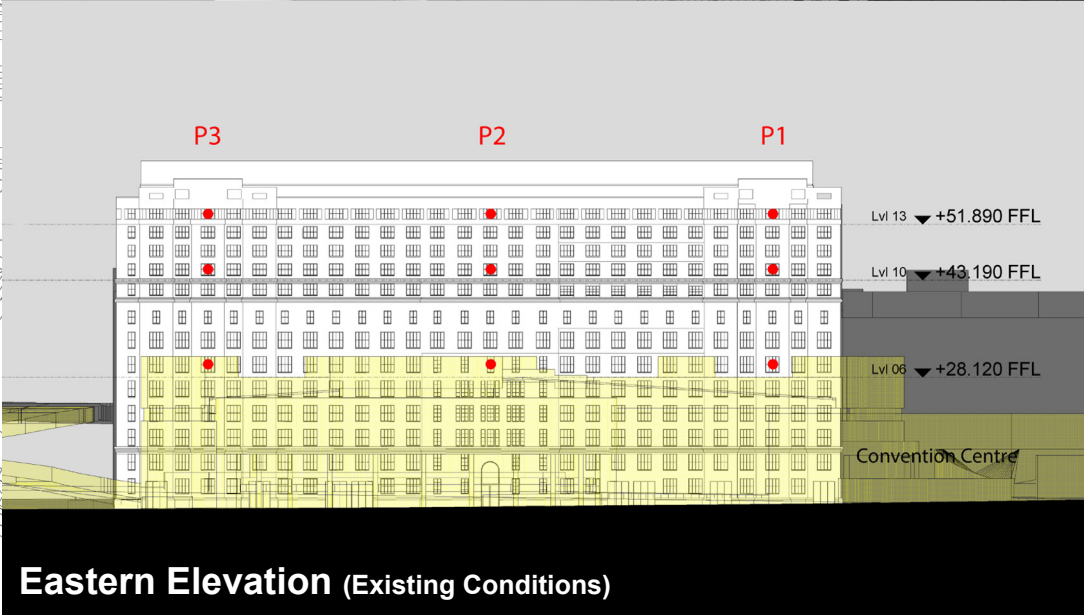 P3 P2 P1
Lvl 13 +51.890 FFL
Lvl 10 +43.190 FFL
Lvl 06 +28.120 FFL
Convention Centre
Eastern Elevation (Existing Conditions)